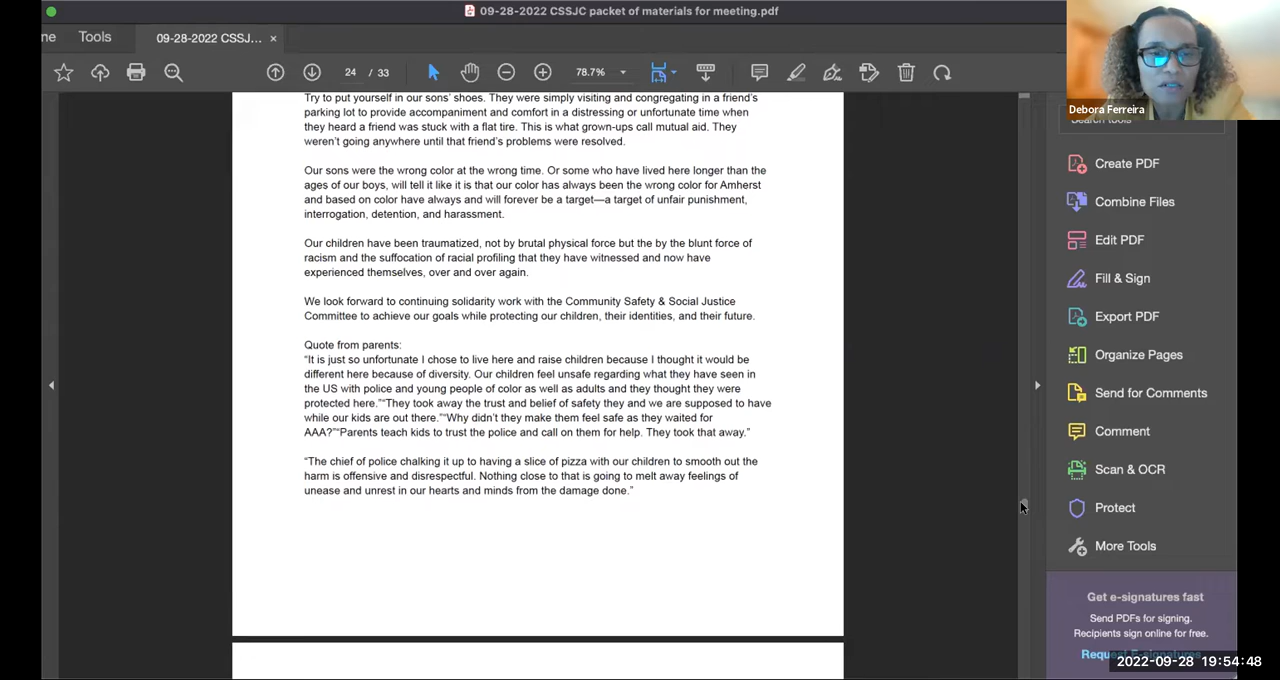 09-28-2022 CSSJC packet of materials for meeting.pdf
ne
Tools
09-28-2022 CSSJ... ×
24 / 33
78.7%
Debora Ferreira
Search tools
Try to put yourself in our sons' shoes. They were simply visiting and congregating in a friend's
parking lot to provide accompaniment and comfort in a distressing or unfortunate time when
they heard a friend was stuck with a flat tire. This is what grown-ups call mutual aid. They
weren't going anywhere until that friend's problems were resolved.
Our sons were the wrong color at the wrong time. Or some who have lived here longer than the
ages of our boys, will tell it like it is that our color has always been the wrong color for Amherst
and based on color have always and will forever be a target—a target of unfair punishment,
interrogation, detention, and harassment.
Our children have been traumatized, not by brutal physical force but the by the blunt force of
racism and the suffocation of racial profiling that they have witnessed and now have
experienced themselves, over and over again.
We look forward to continuing solidarity work with the Community Safety & Social Justice
Committee to achieve our goals while protecting our children, their identities, and their future.
Quote from parents:
"It is just so unfortunate I chose to live here and raise children because I thought it would be
different here because of diversity. Our children feel unsafe regarding what they have seen in
the US with police and young people of color as well as adults and they thought they were
protected here.""They took away the trust and belief of safety they and we are supposed to have
while our kids are out there.""Why didn't they make them feel safe as they waited for
AAA?""Parents teach kids to trust the police and call on them for help. They took that away."
"The chief of police chalking it up to having a slice of pizza with our children to smooth out the
harm is offensive and disrespectful. Nothing close to that is going to melt away feelings of
unease and unrest in our hearts and minds from the damage done."
Create PDF
Combine Files
Edit PDF
Fill & Sign
Export PDF
Organize Pages
Send for Comments
Comment
Scan & OCR
Protect
More Tools
Get e-signatures fast
Send PDFs for signing.
Recipients sign online for free.
2022-09-28 19:54:48